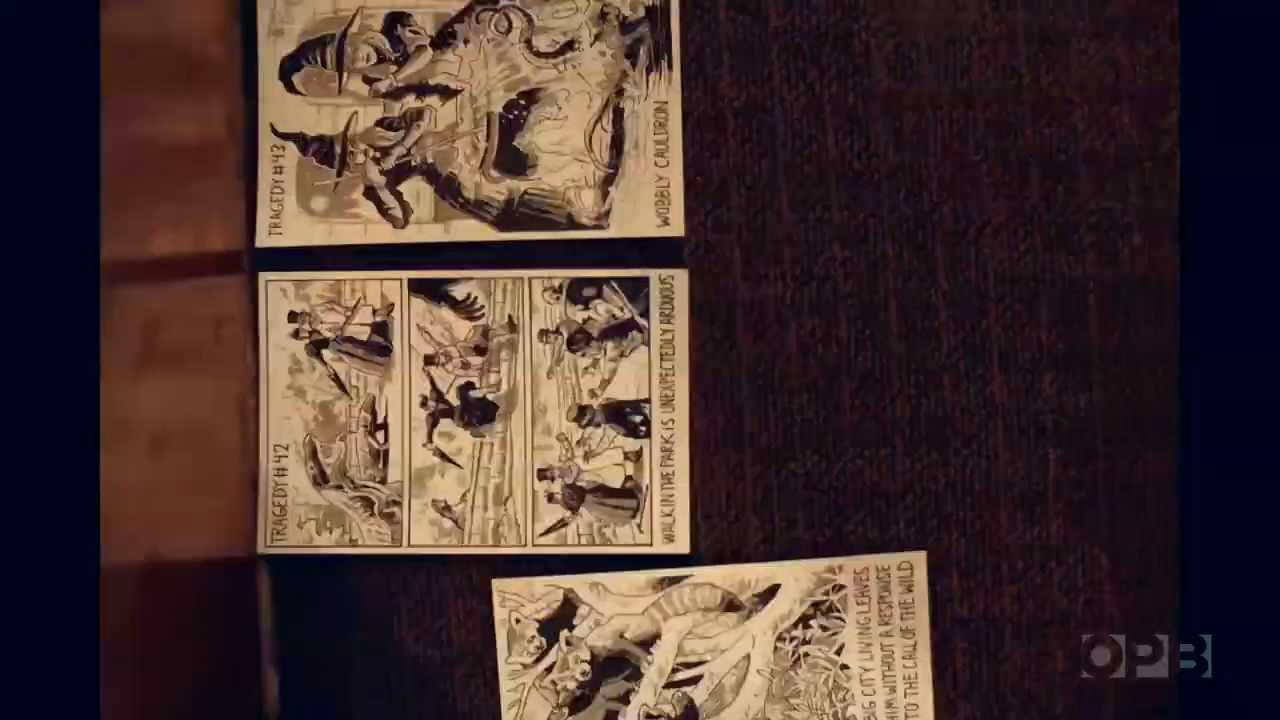 TRAGEDY #43
WOBBLY CAULDRON
TRAGEDY #42
WALK IN THE PARK IS UNEXPECTEDLY ARDUOUS
BIG CITY LIVING LEAVES
HIM WITHOUT A RESPONSE
TO THE CALL OF THE WILD
OPB